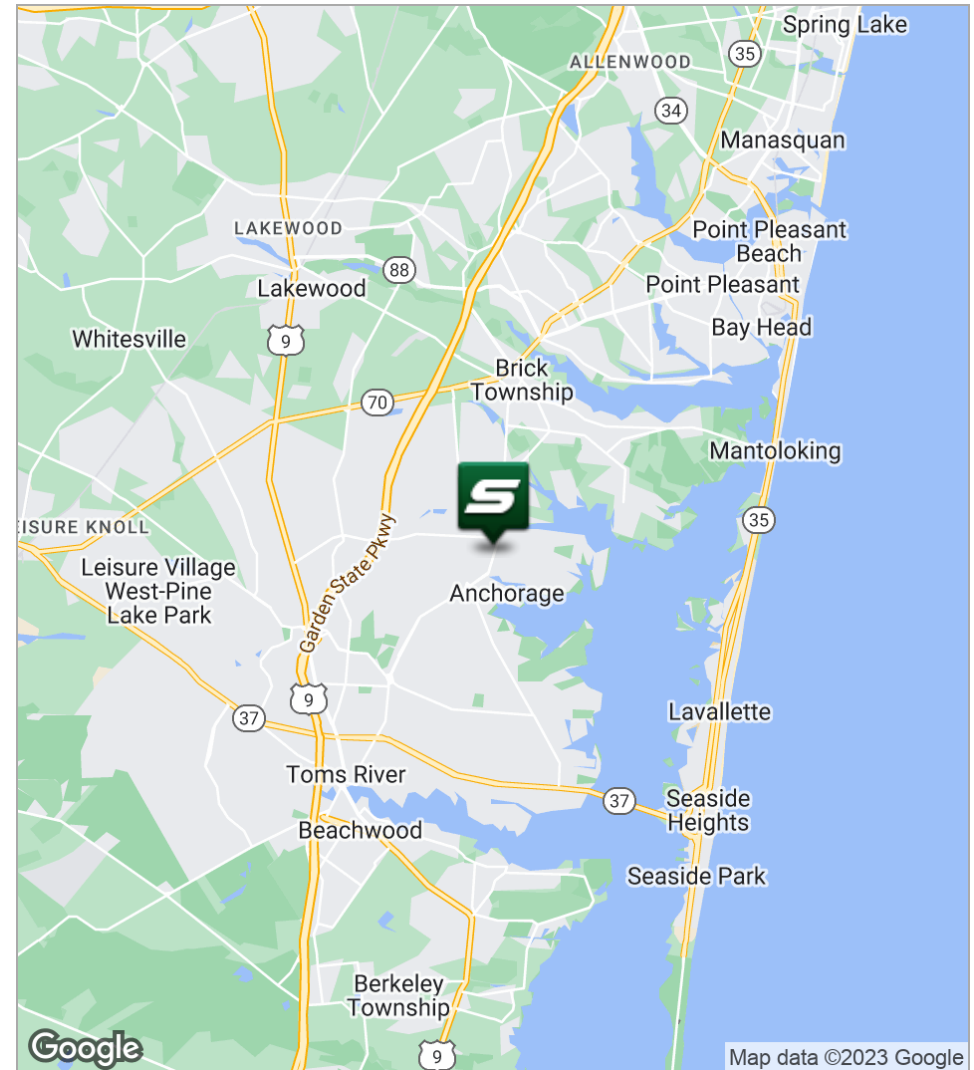 Spring Lake
ALLENWOOD
35
34
Manasquan
LAKEWOOD
Point Pleasant
Beach
88
Lakewood
Point Pleasant
Bay Head
Whitesville
9
Brick
Township
70
Mantoloking
S
35
EISURE KNOLL
Garden State Pkwy
Leisure Village
West-Pine
Lake Park
Anchorage
9
37
Lavallette
Toms River
37
Seaside
Heights
Beachwood
Seaside Park
Berkeley
Township
Google
9
Map data ©2023 Google